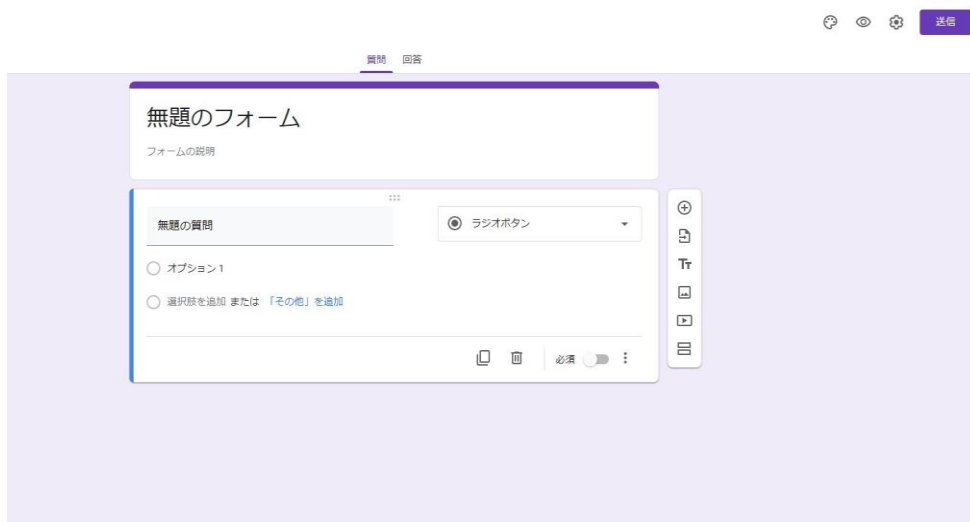 送信
質問 回答
無題のフォーム
フォームの説明
無題の質問
ラジオボタン
オプション 1
選択肢を追加 または 「その他」を追加
必須